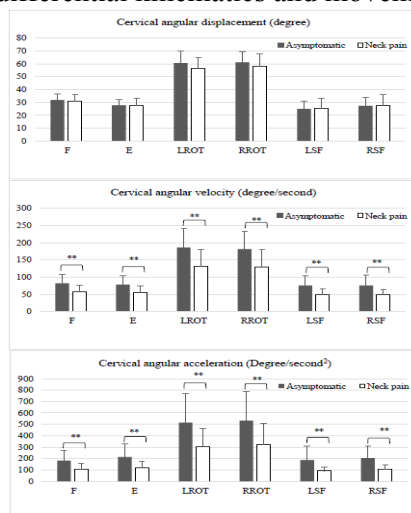 differential kinematics and
Cervical angular displacement (degree)
Asymptomatic Neck pain
80
70
60
50
40
30
20
10
0
F E LROT RROT LSF RSF
Cervical angular velocity (degree/second)
300
Asymptomatic Neck pain
250
** **
200
150
** ** ** **
100
50
0
F E LROT RROT LSF RSF
Cervical angular acceleration (Degree/second²)
900
Asymptomatic Neck pain
800
** **
700
600
500
400
** ** ** **
300
200
100
0
F E LROT RROT LSF RSF